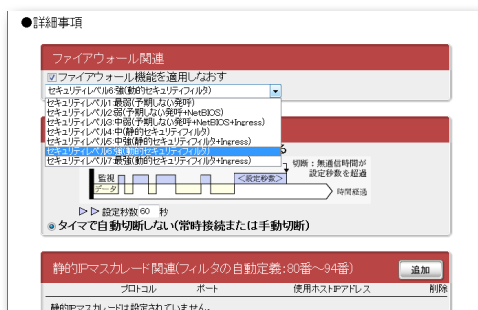 ●詳細事項
ファイアウォール関連
ファイアウォール機能を適用しなおす
セキュリティレベル6:強(動的セキュリティフィルタ)
セキュリティレベル1:最弱(予期しない発呼)
セキュリティレベル2:弱(予期しない発呼+NetBIOS)
セキュリティレベル3:中弱(予期しない発呼+NetBIOS+Ingress)
セキュリティレベル4:中(静的セキュリティフィルタ)
セキュリティレベル5:中強(静的セキュリティフィルタ+Ingress)
セキュリティレベル6:強(動的セキュリティフィルタ)
セキュリティレベル7:最強(動的セキュリティフィルタ+Ingress)
る
切断:無通信時間が
設定秒数を超過
監視
<設定秒数>
データ
時間経過
▷▷設定秒数 60 秒
タイマで自動切断しない(常時接続または手動切断)
静的IPマスカレード関連(フィルタの自動定義:80番～94番) 追加
プロトコル ポート 使用ホストIPアドレス 削除
静的IPマスカレードは設定されていません。